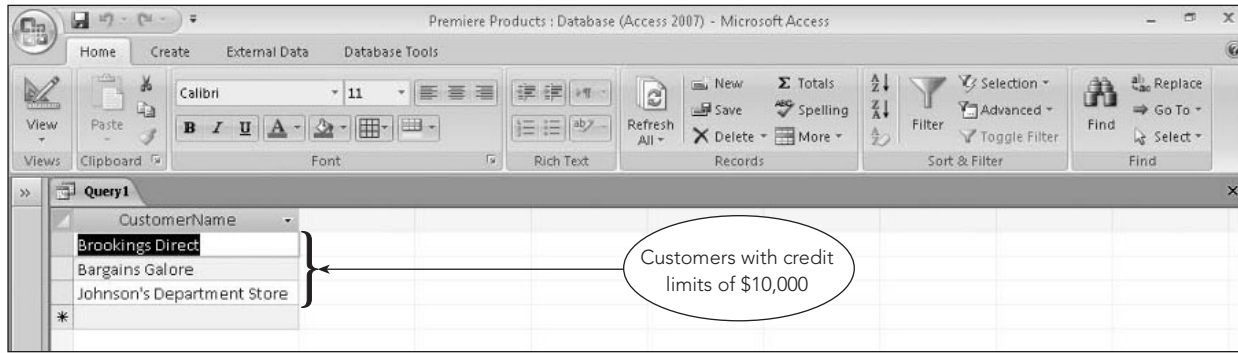 Premiere Products : Database (Access 2007) - Microsoft Access
Home Create External Data Database Tools
View
Paste
Calibri 11
B I U A
ab
Refresh All
New
Save
Delete
Σ Totals
ABC Spelling
More
A Z
Z A
Filter
Selection
Advanced
Toggle Filter
Find
Replace
Go To
Select
Views Clipboard Font Rich Text Records Sort & Filter Find
» Query1 x
CustomerName
Brookings Direct
Bargains Galore
Johnson's Department Store
*
Customers with credit
limits of $10,000